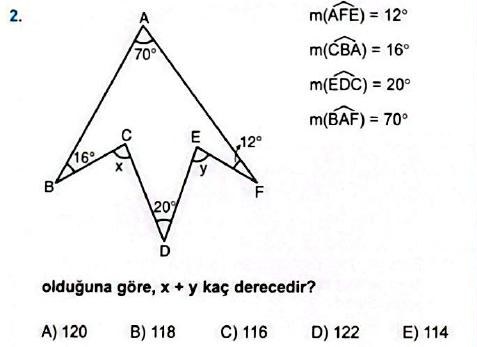 2.
A
70°
m(AFE) = 12°
m(CBA) = 16°
m(EDC) = 20°
m(BAF) = 70°
C
E
12°
16°
x
y
B
F
20°
D
olduğuna göre, x + y kaç derecedir?
A) 120 B) 118 C) 116 D) 122 E) 114